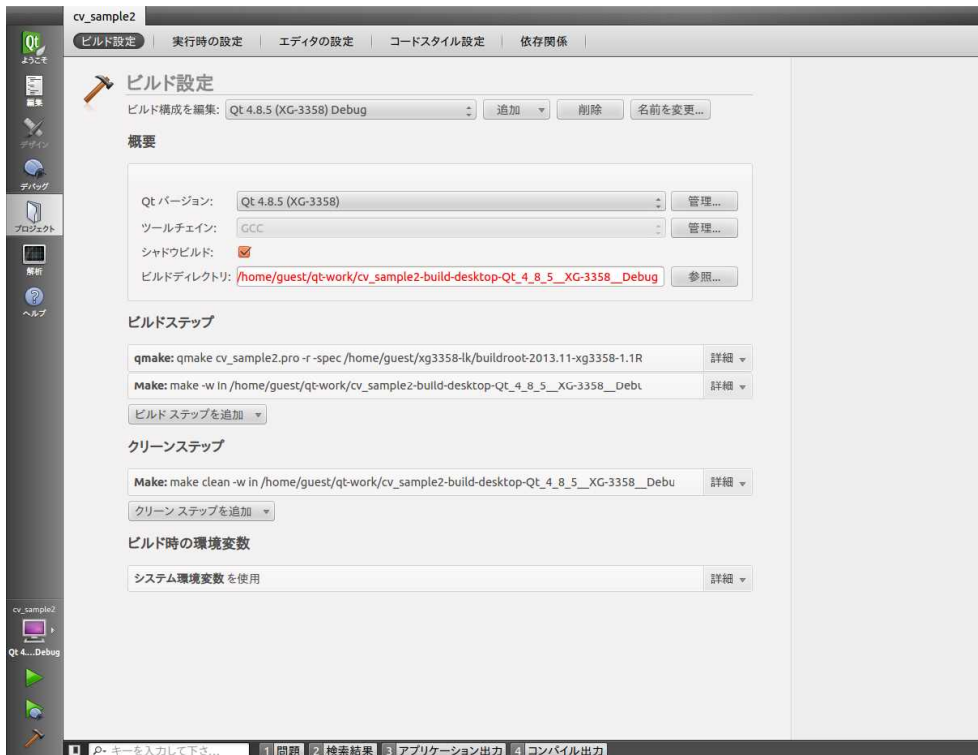 cv_sample2
ビルド設定 実行時の設定 エディタの設定 コードスタイル設定 依存関係
ようこそ
編集
デザイン
デバッグ
プロジェクト
解析
ヘルプ
ビルド設定
ビルド構成を編集: Qt 4.8.5 (XG-3358) Debug 追加 削除 名前を変更...
概要
Qt バージョン: Qt 4.8.5 (XG-3358) 管理...
ツールチェイン: GCC 管理...
シャドウビルド:
ビルドディレクトリ: /home/guest/qt-work/cv_sample2-build-desktop-Qt_4_8_5__XG-3358__Debug 参照...
ビルドステップ
qmake: qmake cv_sample2.pro -r -spec /home/guest/xg3358-lk/buildroot-2013.11-xg3358-1.1R 詳細
Make: make -w in /home/guest/qt-work/cv_sample2-build-desktop-Qt_4_8_5__XG-3358__Debu 詳細
ビルド ステップを追加
クリーンステップ
Make: make clean -w in /home/guest/qt-work/cv_sample2-build-desktop-Qt_4_8_5__XG-3358__Debu 詳細
クリーン ステップを追加
ビルド時の環境変数
システム環境変数 を使用 詳細
cv_sample2
Qt 4....Debug
キーを入力して下さ... 1 問題 2 検索結果 3 アプリケーション出力 4 コンパイル出力